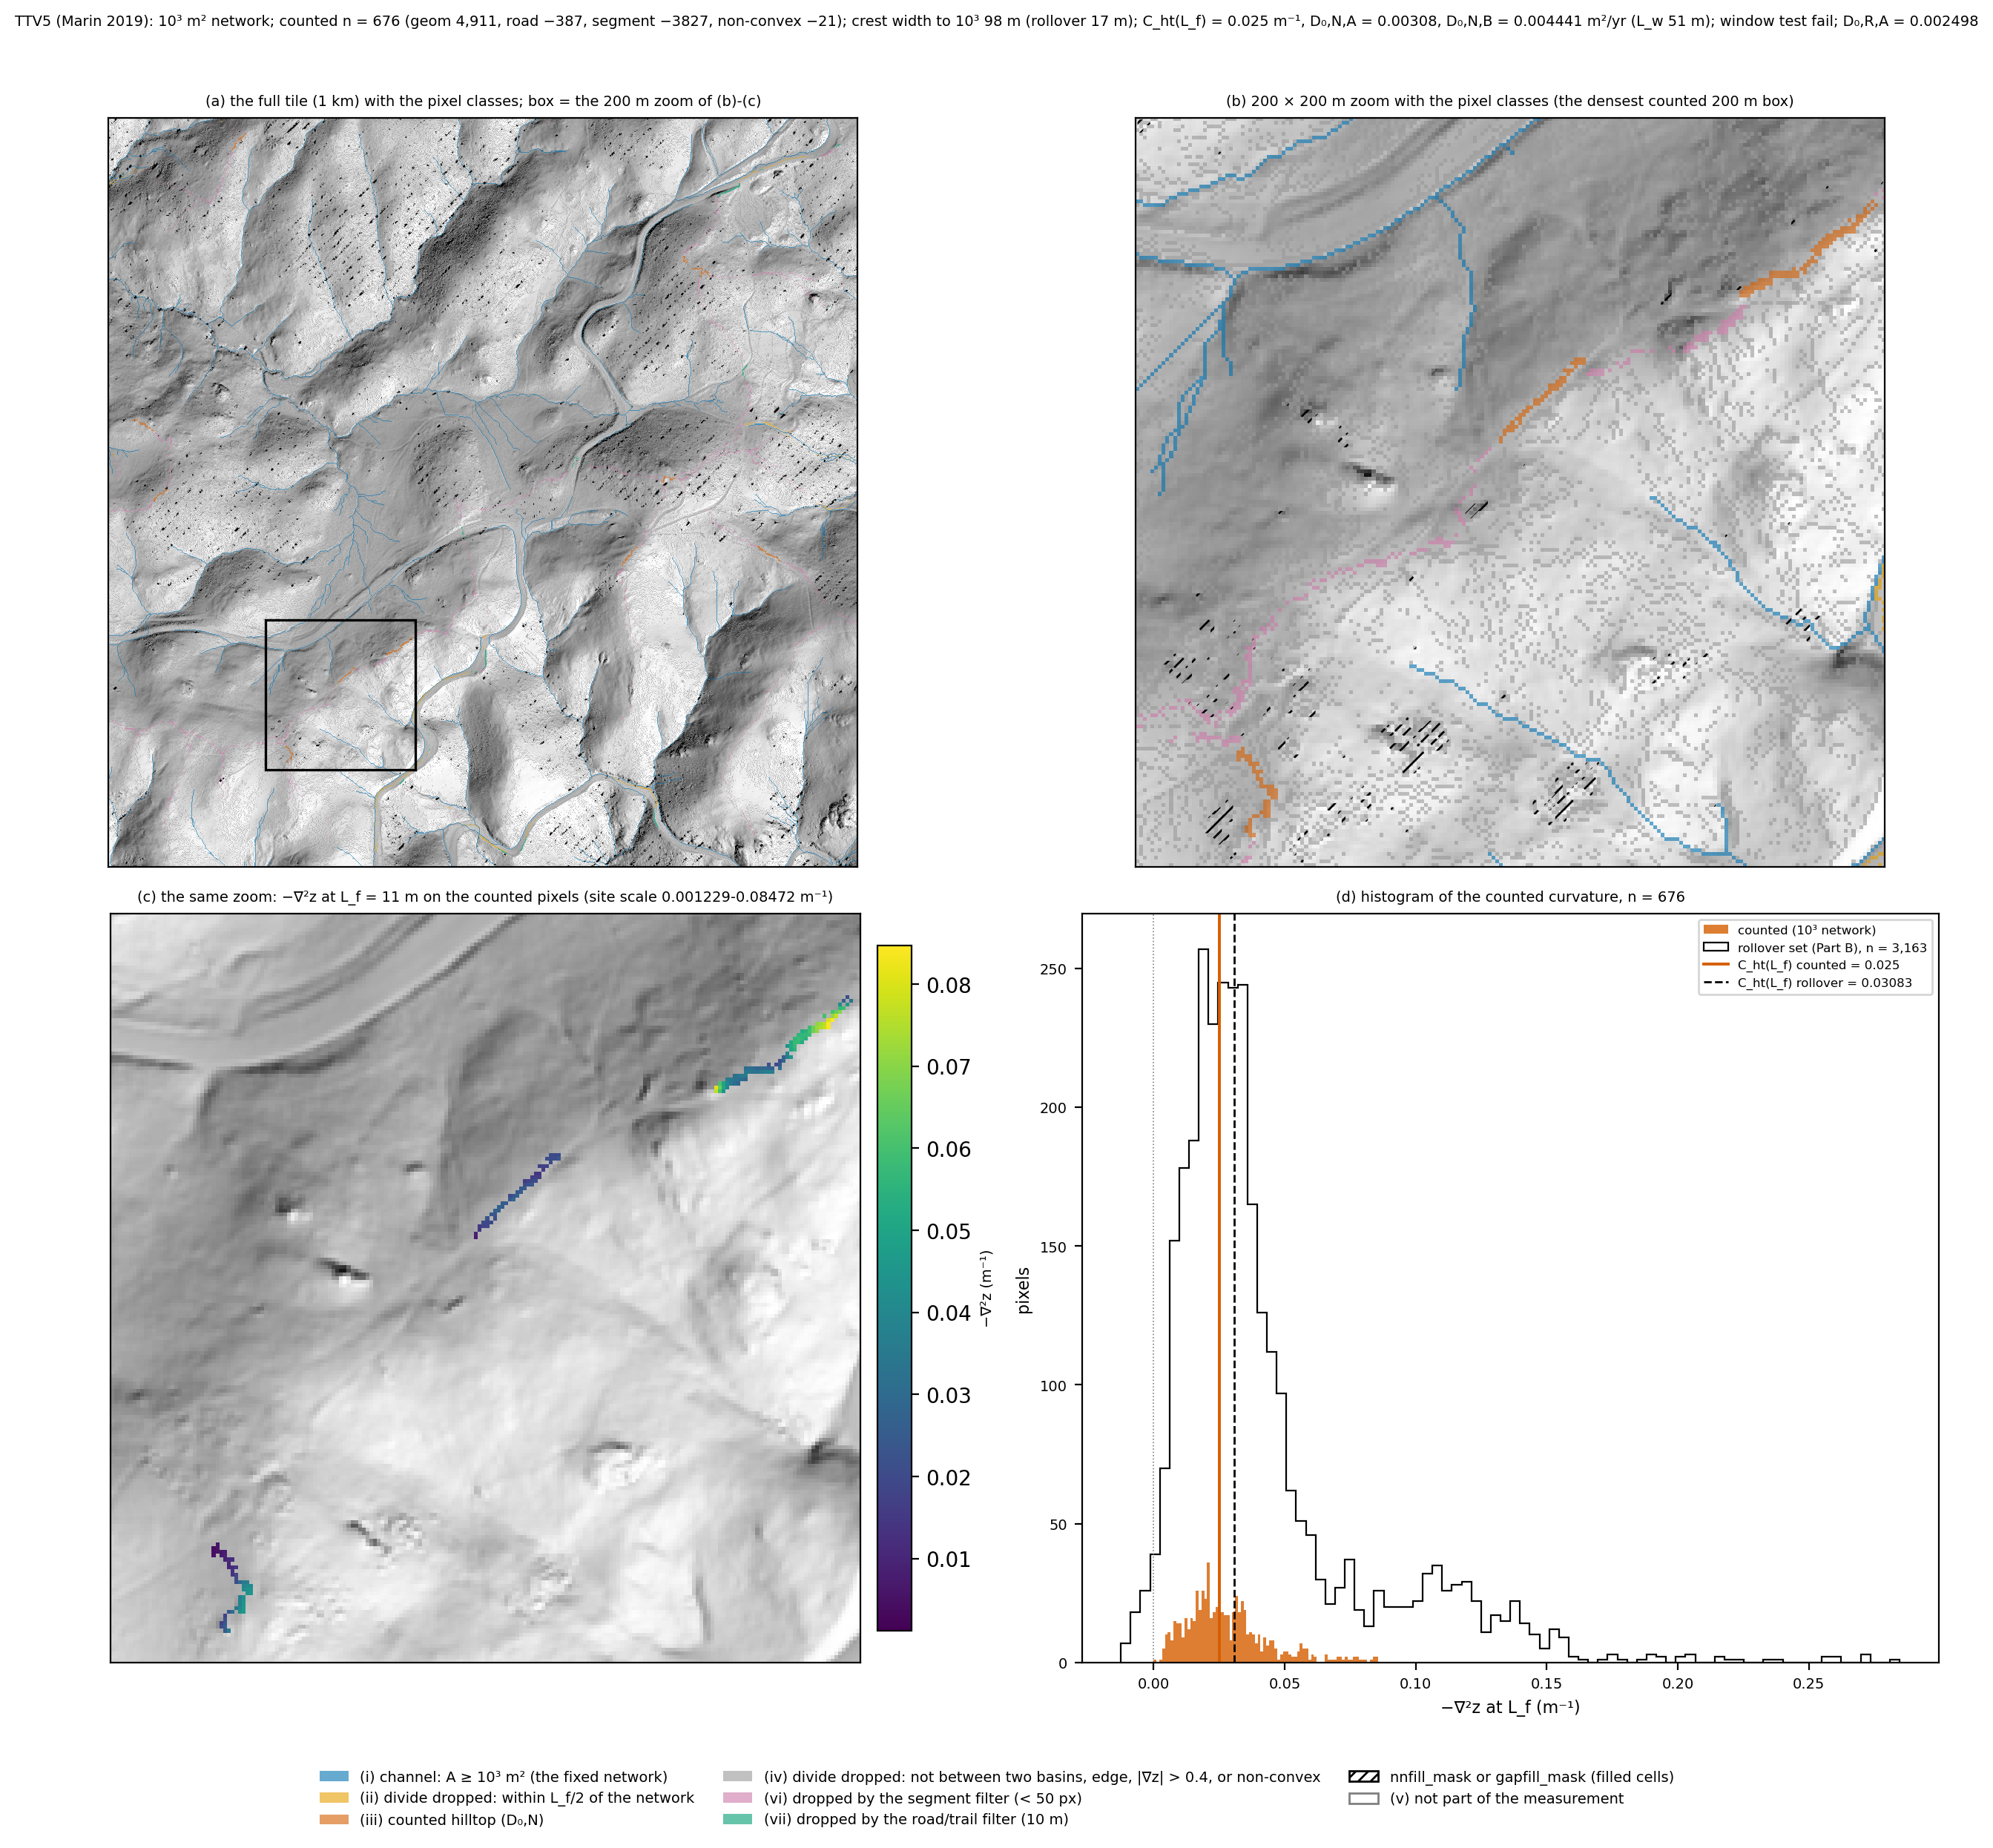 TTV5 (Marin 2019): 10³ m² network; counted n = 676 (geom 4,911, road −387, segment −3827, non-convex −21); crest width to 10³ 98 m (rollover 17 m); C_ht(L_f) = 0.025 m⁻¹, D₀,N,A = 0.00308, D₀,N,B = 0.004441 m²/yr (L_w 51 m); window test fail; D₀,R,A = 0.002498
(a) the full tile (1 km) with the pixel classes; box = the 200 m zoom of (b)-(c)
(b) 200 × 200 m zoom with the pixel classes (the densest counted 200 m box)
(c) the same zoom: −∇²z at L_f = 11 m on the counted pixels (site scale 0.001229-0.08472 m⁻¹)
0.08
0.07
0.06
0.05
0.04
0.03
0.02
0.01
−∇²z (m⁻¹)
(d) histogram of the counted curvature, n = 676
counted (10³ network)
rollover set (Part B), n = 3,163
C_ht(L_f) counted = 0.025
C_ht(L_f) rollover = 0.03083
250
200
150
100
50
0
pixels
0.00 0.05 0.10 0.15 0.20 0.25
−∇²z at L_f (m⁻¹)
(i) channel: A ≥ 10³ m² (the fixed network)
(ii) divide dropped: within L_f/2 of the network
(iii) counted hilltop (D₀,N)
(iv) divide dropped: not between two basins, edge, |∇z| > 0.4, or non-convex
(vi) dropped by the segment filter (< 50 px)
(vii) dropped by the road/trail filter (10 m)
nnfill_mask or gapfill_mask (filled cells)
(v) not part of the measurement